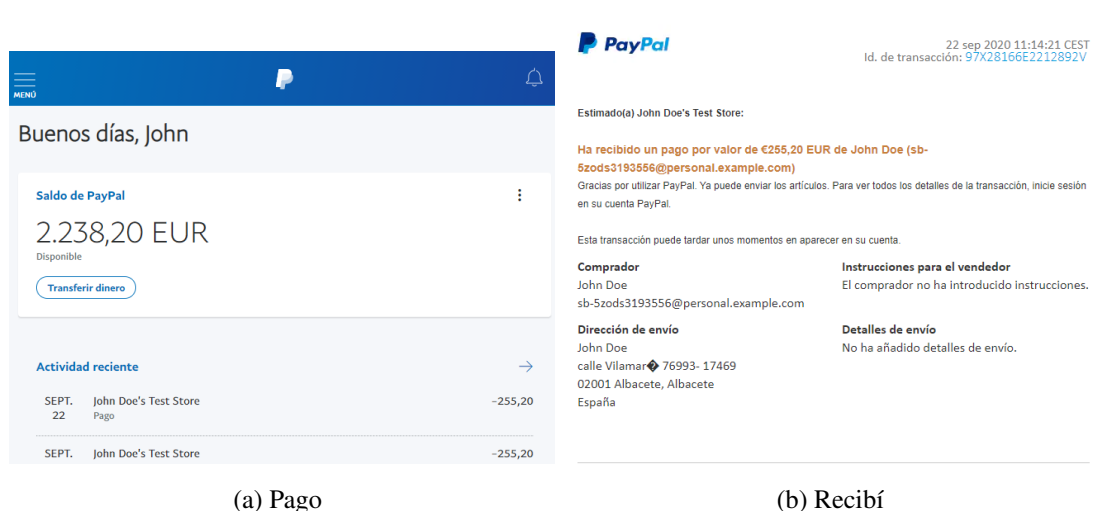 MENÚ
Buenos días, John
Saldo de PayPal
2.238,20 EUR
Disponible
Transferir dinero
Actividad reciente
SEPT. 22 John Doe's Test Store -255,20
Pago
SEPT. John Doe's Test Store -255,20
(a) Pago
PayPal
22 sep 2020 11:14:21 CEST
Id. de transacción: 97X28166E2212892V
Estimado(a) John Doe's Test Store:
Ha recibido un pago por valor de €255,20 EUR de John Doe (sb-
5zods3193556@personal.example.com)
Gracias por utilizar PayPal. Ya puede enviar los artículos. Para ver todos los detalles de la transacción, inicie sesión
en su cuenta PayPal.
Esta transacción puede tardar unos momentos en aparecer en su cuenta.
Comprador
John Doe
sb-5zods3193556@personal.example.com
Instrucciones para el vendedor
El comprador no ha introducido instrucciones.
Dirección de envío
John Doe
calle Vilamar� 76993- 17469
02001 Albacete, Albacete
España
Detalles de envío
No ha añadido detalles de envío.
(b) Recibí